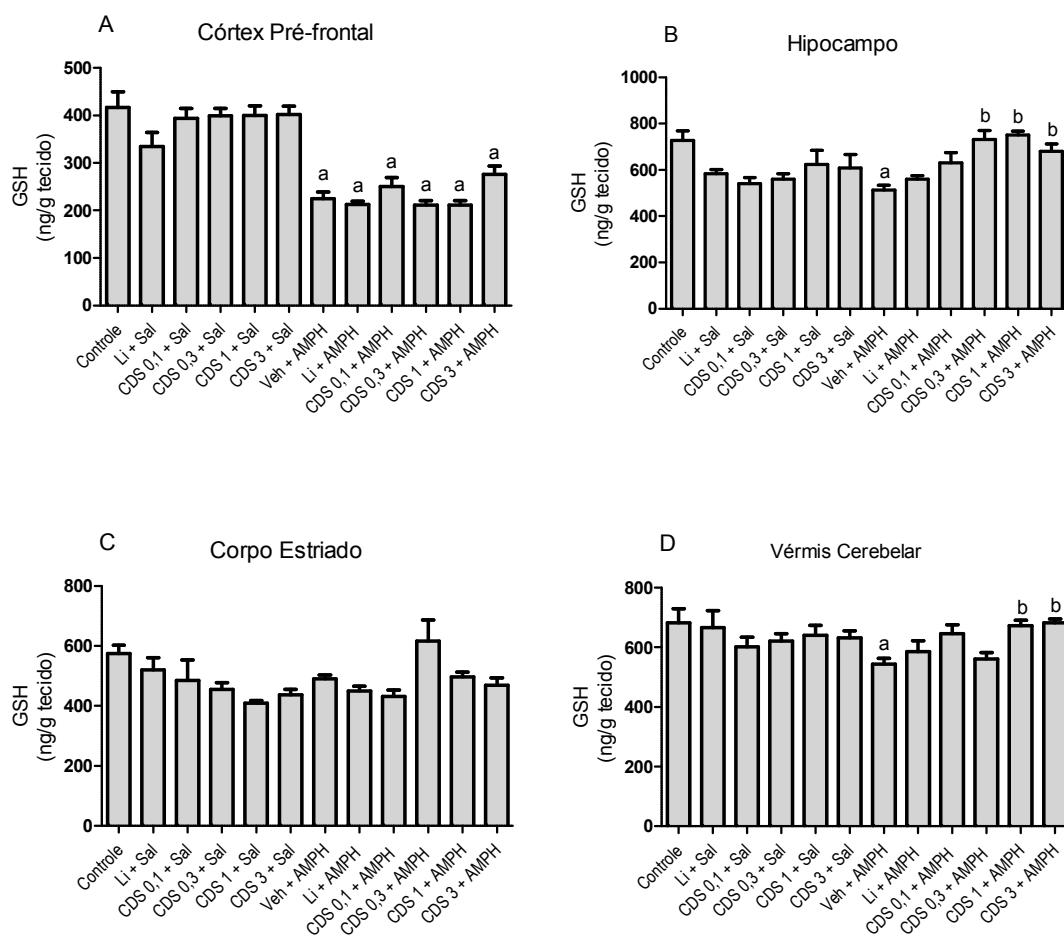 A
Córtex Pré-frontal
GSH
(ng/g tecido)
500
400
300
200
100
0
a
a
a
a
a
a
Controle
Li + Sal
CDS 0,1 + Sal
CDS 0,3 + Sal
CDS 1 + Sal
CDS 3 + Sal
Veh + AMPH
Li + AMPH
CDS 0,1 + AMPH
CDS 0,3 + AMPH
CDS 1 + AMPH
CDS 3 + AMPH
B
Hipocampo
GSH
(ng/g tecido)
1000
800
600
400
200
0
a
b
b
b
Controle
Li + Sal
CDS 0,1 + Sal
CDS 0,3 + Sal
CDS 1 + Sal
CDS 3 + Sal
Veh + AMPH
Li + AMPH
CDS 0,1 + AMPH
CDS 0,3 + AMPH
CDS 1 + AMPH
CDS 3 + AMPH
C
Corpo Estriado
GSH
(ng/g tecido)
800
600
400
200
0
Controle
Li + Sal
CDS 0,1 + Sal
CDS 0,3 + Sal
CDS 1 + Sal
CDS 3 + Sal
Veh + AMPH
Li + AMPH
CDS 0,1 + AMPH
CDS 0,3 + AMPH
CDS 1 + AMPH
CDS 3 + AMPH
D
Vérmis Cerebelar
GSH
(ng/g tecido)
800
600
400
200
0
a
b
b
Controle
Li + Sal
CDS 0,1 + Sal
CDS 0,3 + Sal
CDS 1 + Sal
CDS 3 + Sal
Veh + AMPH
Li + AMPH
CDS 0,1 + AMPH
CDS 0,3 + AMPH
CDS 1 + AMPH
CDS 3 + AMPH